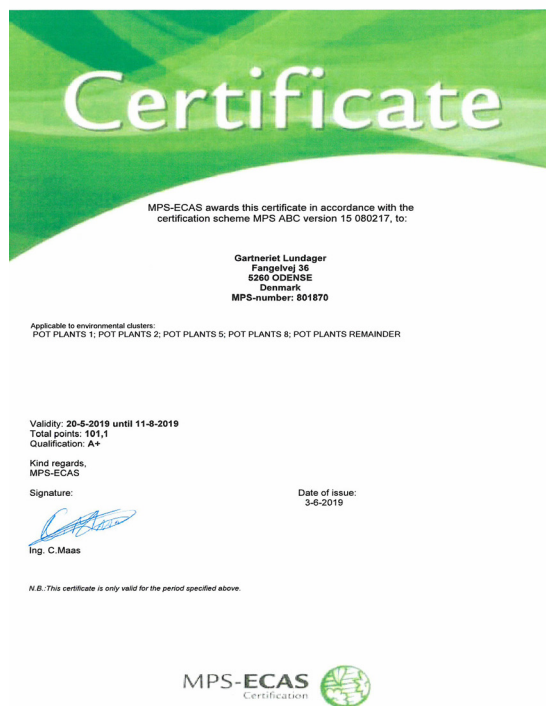 Certificate
MPS-ECAS awards this certificate in accordance with the
certification scheme MPS ABC version 15 080217, to:
Gartneriet Lundager
Fangelvej 36
5260 ODENSE
Denmark
MPS-number: 801870
Applicable to environmental clusters:
POT PLANTS 1; POT PLANTS 2; POT PLANTS 5; POT PLANTS 8; POT PLANTS REMAINDER
Validity: 20-5-2019 until 11-8-2019
Total points: 101,1
Qualification: A+
Kind regards,
MPS-ECAS
Signature:
Date of issue:
3-6-2019
Ing. C.Maas
N.B.:This certificate is only valid for the period specified above.
MPS-ECAS
Certification